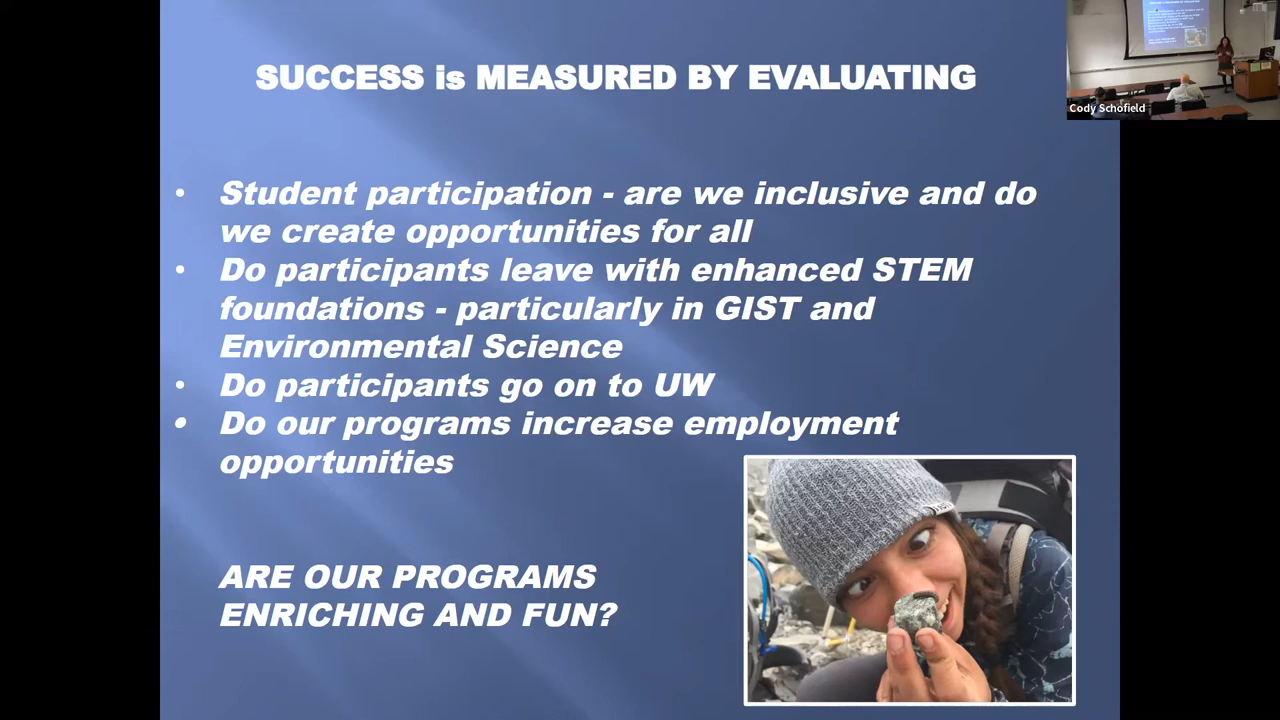 SUCCESS is MEASURED BY EVALUATING
Cody Schofield
• Student participation - are we inclusive and do
we create opportunities for all
• Do participants leave with enhanced STEM
foundations - particularly in GIST and
Environmental Science
• Do participants go on to UW
• Do our programs increase employment
opportunities
ARE OUR PROGRAMS
ENRICHING AND FUN?